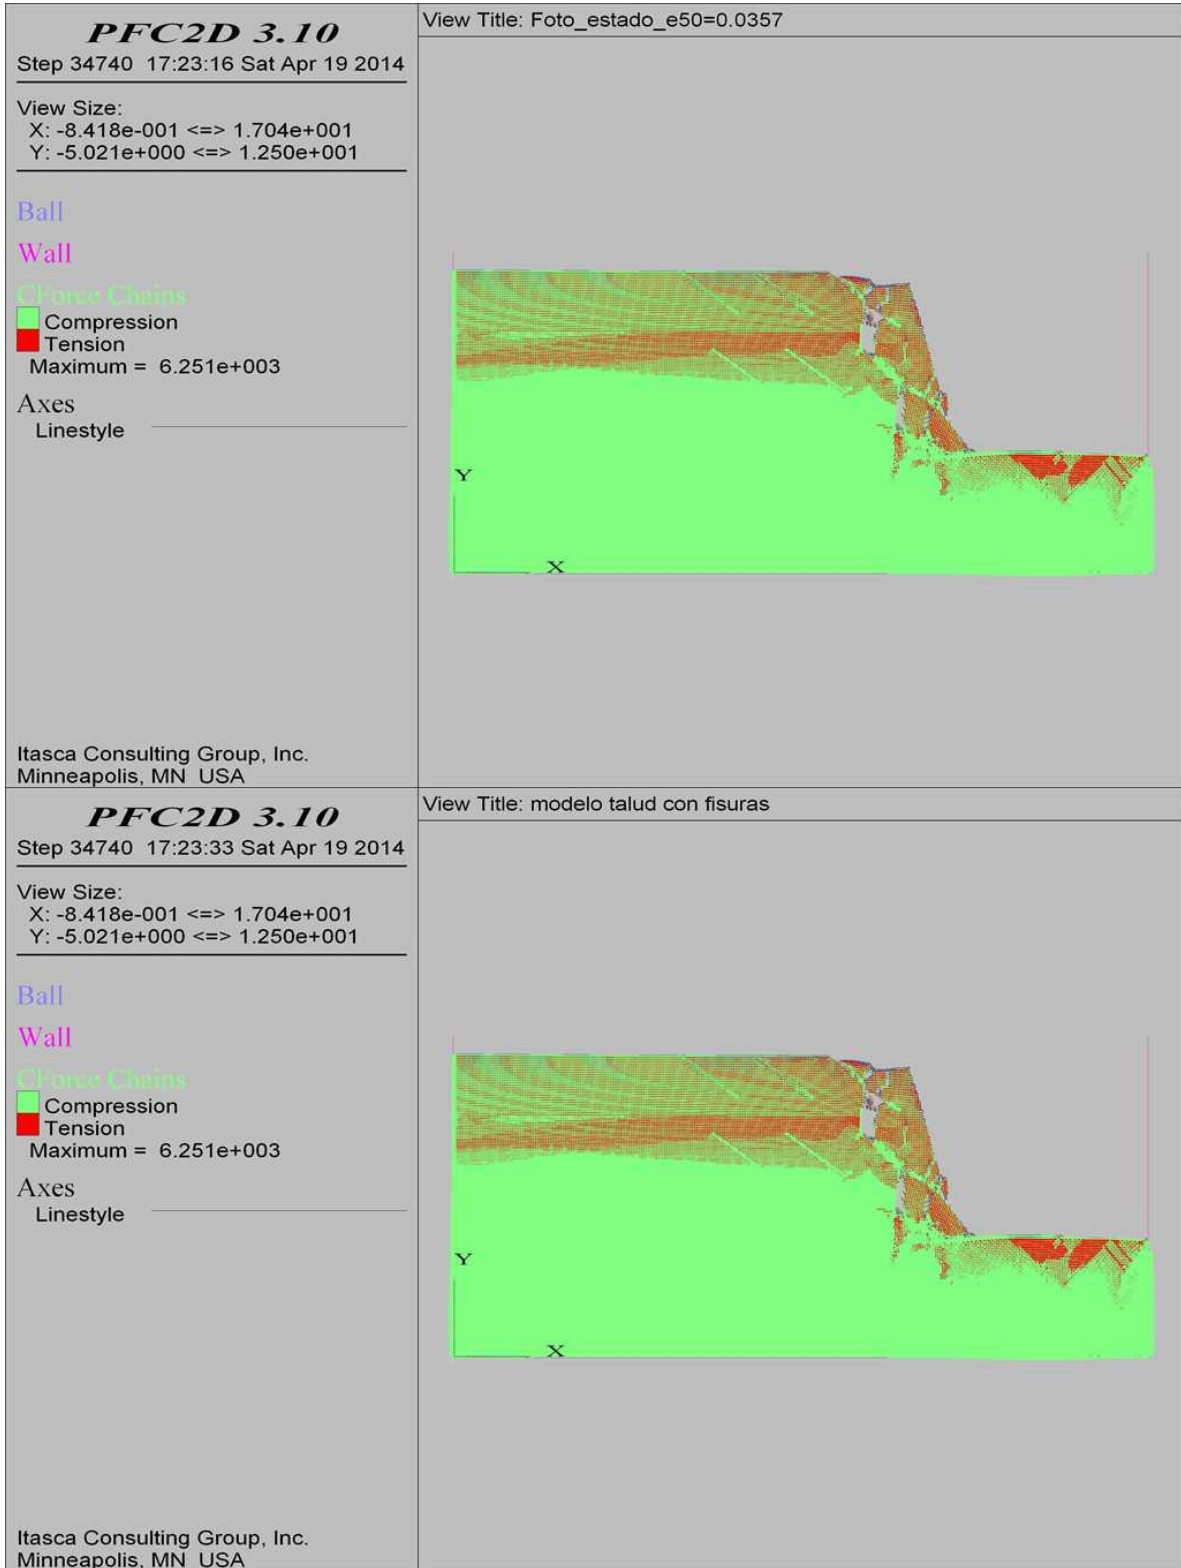 PFC2D 3.10
Step 34740 17:23:16 Sat Apr 19 2014
View Size:
X: -8.418e-001 <=> 1.704e+001
Y: -5.021e+000 <=> 1.250e+001
Ball
Wall
CForce Chains
Compression
Tension
Maximum = 6.251e+003
Axes
Linestyle
Itasca Consulting Group, Inc.
Minneapolis, MN USA
View Title: Foto_estado_e50=0.0357
Y
X
PFC2D 3.10
Step 34740 17:23:33 Sat Apr 19 2014
View Size:
X: -8.418e-001 <=> 1.704e+001
Y: -5.021e+000 <=> 1.250e+001
Ball
Wall
CForce Chains
Compression
Tension
Maximum = 6.251e+003
Axes
Linestyle
Itasca Consulting Group, Inc.
Minneapolis, MN USA
View Title: modelo talud con fisuras
Y
X